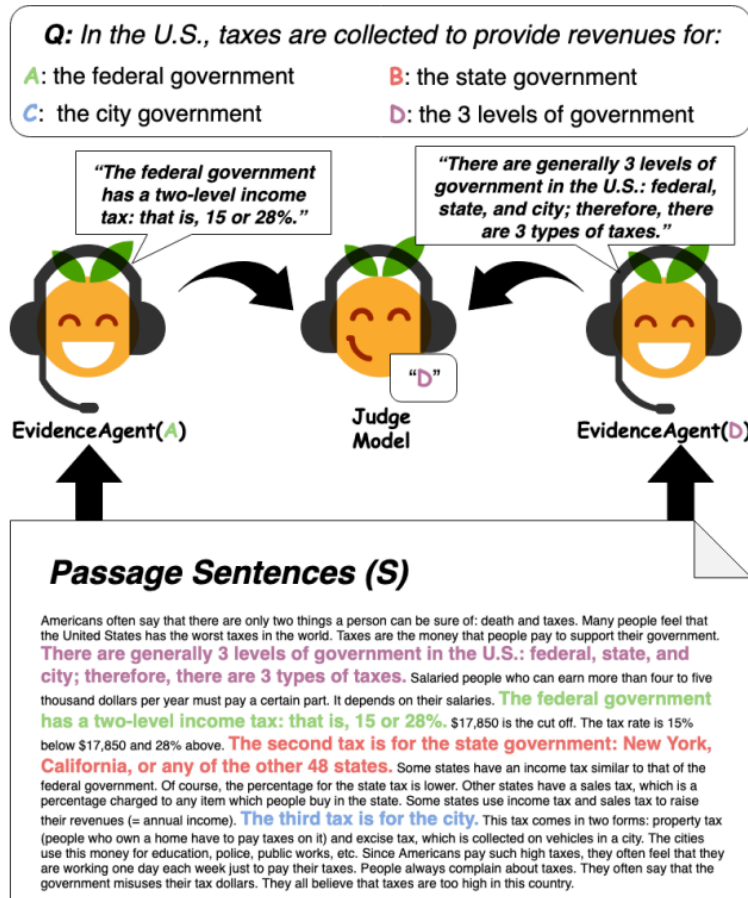 Q: In the U.S., taxes are collected to provide revenues for:
A: the federal government
B: the state government
C: the city government
D: the 3 levels of government
“The federal government
has a two-level income
tax: that is, 15 or 28%.”
“There are generally 3 levels of
government in the U.S.: federal,
state, and city; therefore, there
are 3 types of taxes.”
“D”
EvidenceAgent(A)
Judge
Model
EvidenceAgent(D)
Passage Sentences (S)
Americans often say that there are only two things a person can be sure of: death and taxes. Many people feel that
the United States has the worst taxes in the world. Taxes are the money that people pay to support their government.
There are generally 3 levels of government in the U.S.: federal, state, and
city; therefore, there are 3 types of taxes. Salaried people who can earn more than four to five
thousand dollars per year must pay a certain part. It depends on their salaries. The federal government
has a two-level income tax: that is, 15 or 28%. $17,850 is the cut off. The tax rate is 15%
below $17,850 and 28% above. The second tax is for the state government: New York,
California, or any of the other 48 states. Some states have an income tax similar to that of the
federal government. Of course, the percentage for the state tax is lower. Other states have a sales tax, which is a
percentage charged to any item which people buy in the state. Some states use income tax and sales tax to raise
their revenues (= annual income). The third tax is for the city. This tax comes in two forms: property tax
(people who own a home have to pay taxes on it) and excise tax, which is collected on vehicles in a city. The cities
use this money for education, police, public works, etc. Since Americans pay such high taxes, they often feel that they
are working one day each week just to pay their taxes. People always complain about taxes. They often say that the
government misuses their tax dollars. They all believe that taxes are too high in this country.